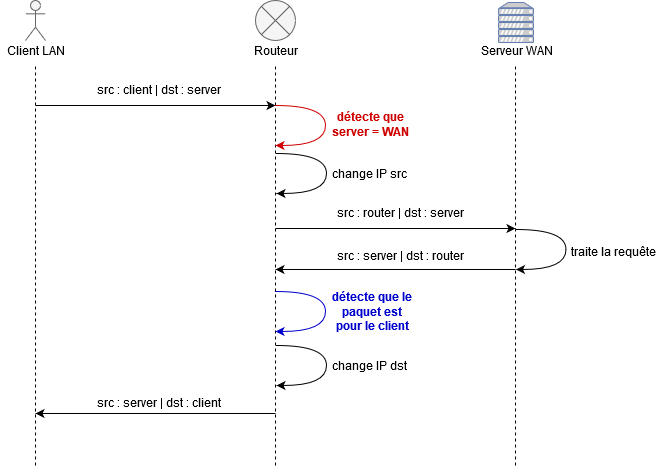 Client LAN
Routeur
Serveur WAN
src : client | dst : server
détecte que
server = WAN
change IP src
src : router | dst : server
traite la requête
src : server | dst : router
détecte que le
paquet est
pour le client
change IP dst
src : server | dst : client